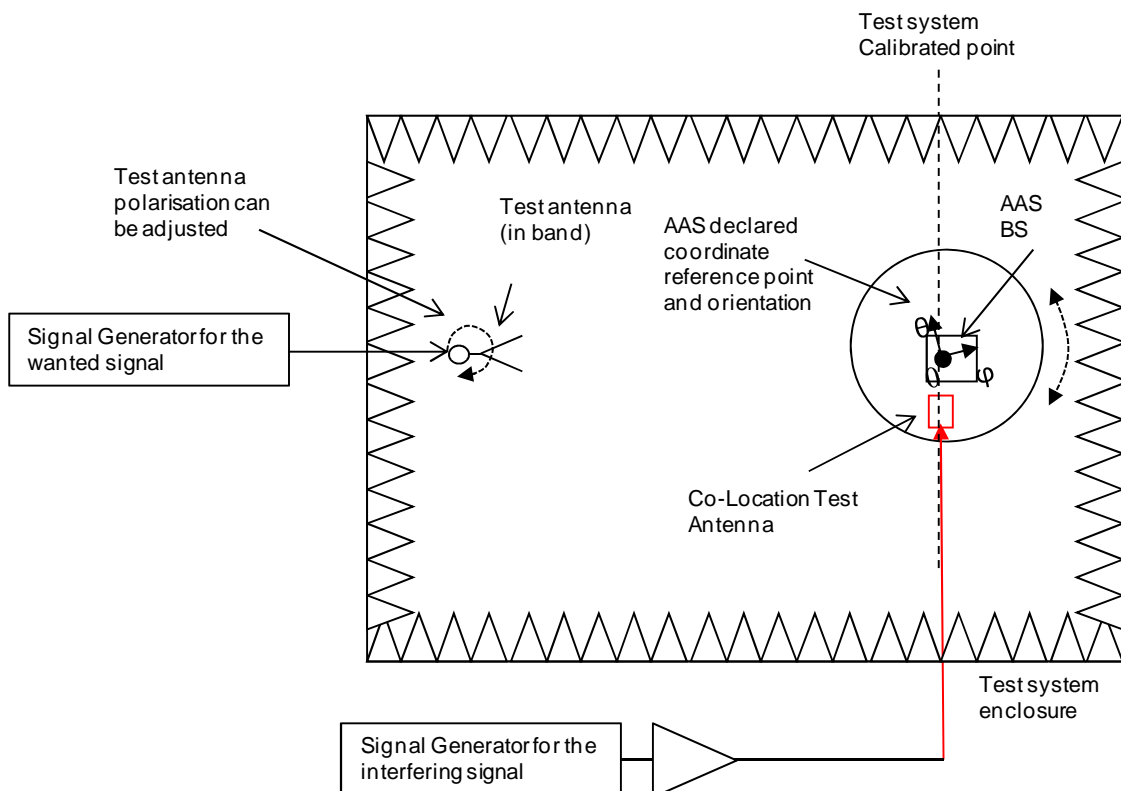 Test system
Calibrated point
Test antenna
polarisation can
be adjusted
Test antenna
(in band)
AAS declared
coordinate
reference point
and orientation
AAS
BS
Signal Generator for the
wanted signal
θ
0
φ
Co-Location Test
Antenna
Test system
enclosure
Signal Generator for the
interfering signal